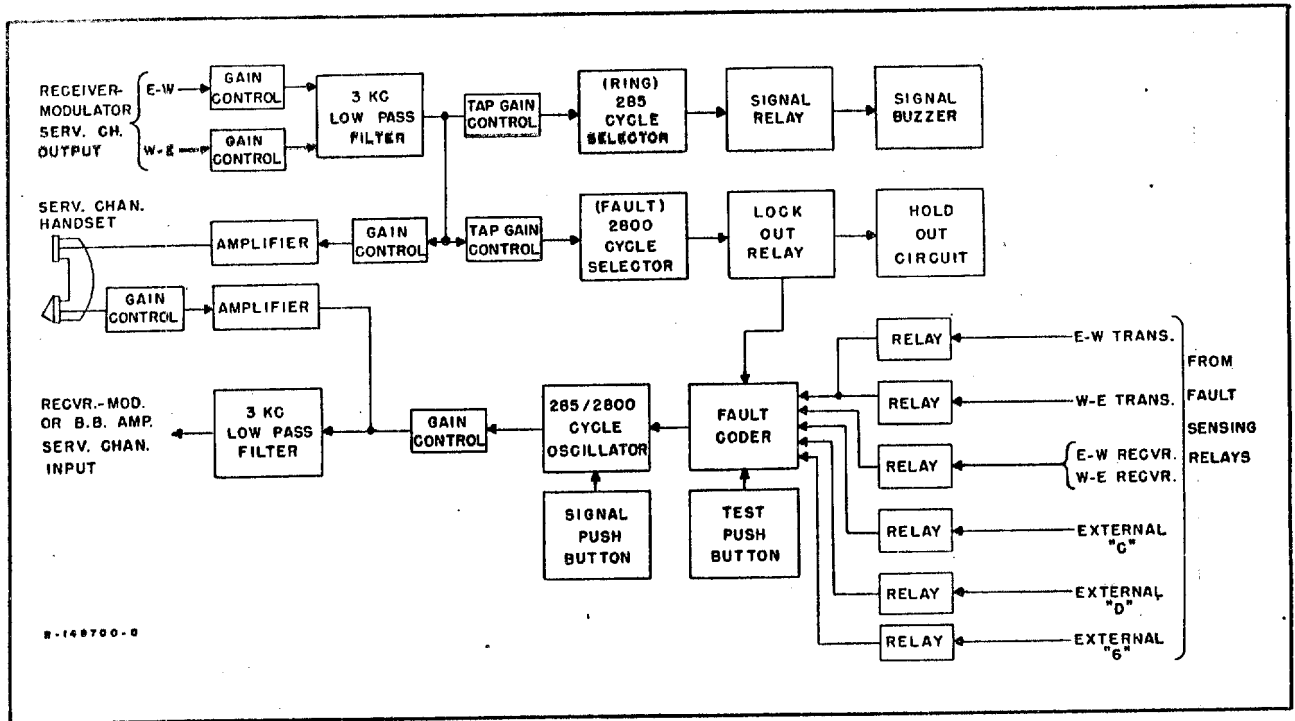 RECEIVER-
MODULATOR
SERV. CH.
OUTPUT
E-W
W-E
GAIN
CONTROL
GAIN
CONTROL
3 KC
LOW PASS
FILTER
TAP GAIN
CONTROL
(RING)
285
CYCLE
SELECTOR
SIGNAL
RELAY
SIGNAL
BUZZER
SERV. CHAN.
HANDSET
AMPLIFIER
GAIN
CONTROL
TAP GAIN
CONTROL
(FAULT)
2800
CYCLE
SELECTOR
LOCK
OUT
RELAY
HOLD
OUT
CIRCUIT
GAIN
CONTROL
AMPLIFIER
RECVR.-MOD.
OR B.B. AMP.
SERV. CHAN.
INPUT
3 KC
LOW PASS
FILTER
GAIN
CONTROL
285/2800
CYCLE
OSCILLATOR
FAULT
CODER
SIGNAL
PUSH
BUTTON
TEST
PUSH
BUTTON
RELAY
E-W TRANS.
RELAY
W-E TRANS.
RELAY
E-W RECVR.
W-E RECVR.
RELAY
EXTERNAL
"C"
RELAY
EXTERNAL
"D"
RELAY
EXTERNAL
"G"
FROM
FAULT
SENSING
RELAYS